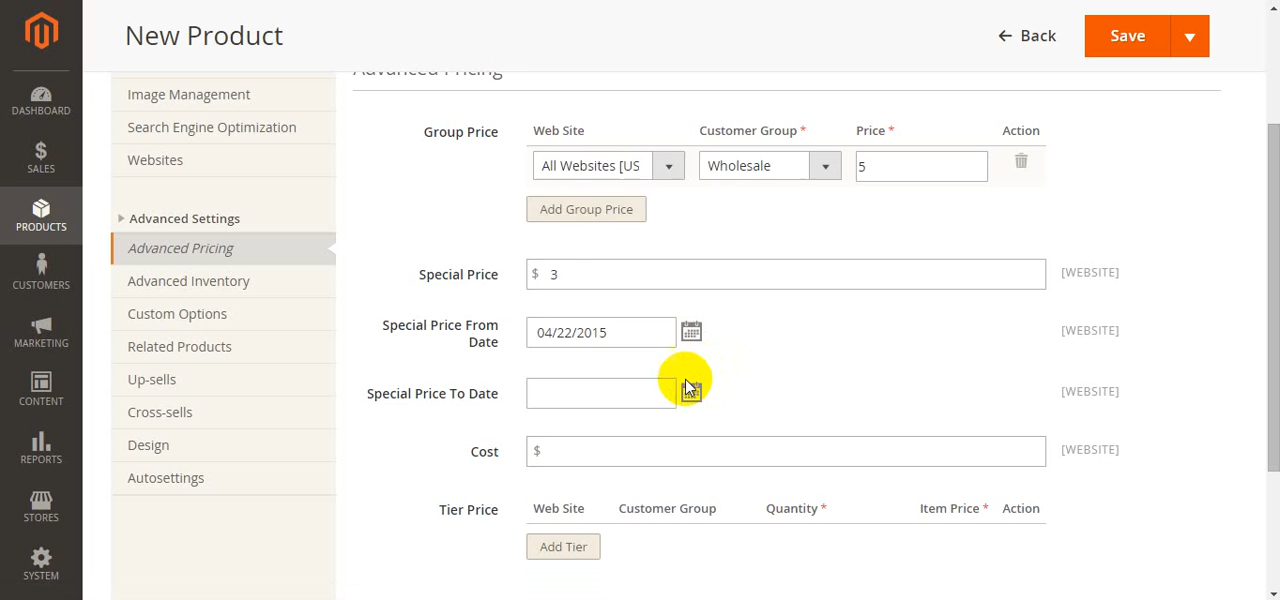 New Product
Back
Save
DASHBOARD
SALES
PRODUCTS
CUSTOMERS
MARKETING
CONTENT
REPORTS
STORES
SYSTEM
Image Management
Search Engine Optimization
Websites
Advanced Settings
Advanced Pricing
Advanced Inventory
Custom Options
Related Products
Up-sells
Cross-sells
Design
Autosettings
Advanced Pricing
Group Price
Web Site Customer Group * Price * Action
All Websites [US Wholesale 5
Add Group Price
Special Price $ 3 [WEBSITE]
Special Price From
Date
04/22/2015 [WEBSITE]
Special Price To Date [WEBSITE]
Cost $ [WEBSITE]
Tier Price Web Site Customer Group Quantity * Item Price * Action
Add Tier